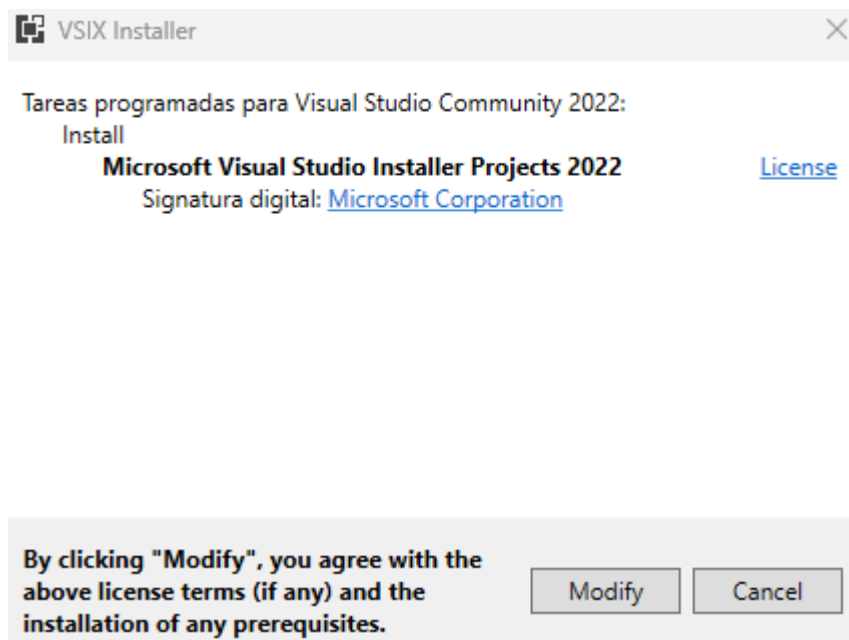 VSIX Installer
Tareas programadas para Visual Studio Community 2022:
Install
Microsoft Visual Studio Installer Projects 2022 License
Signatura digital: Microsoft Corporation
By clicking "Modify", you agree with the
above license terms (if any) and the
installation of any prerequisites.
Modify Cancel